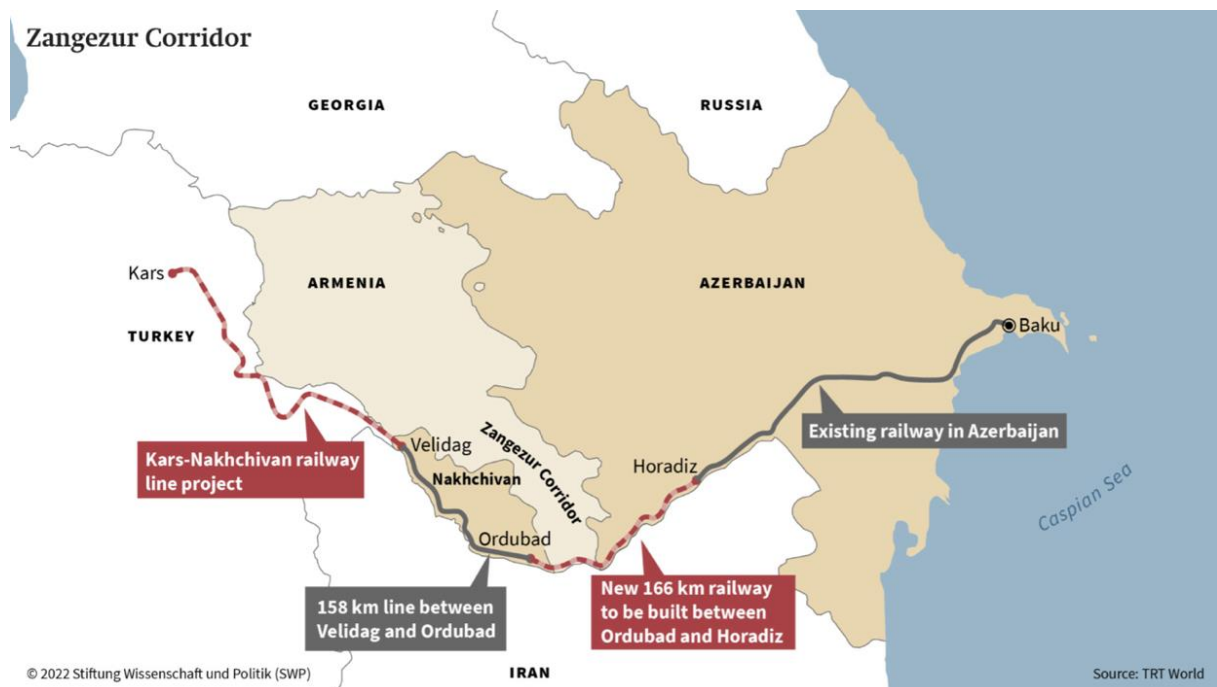 Zangezur Corridor
GEORGIA
RUSSIA
Kars
ARMENIA
AZERBAIJAN
TURKEY
Baku
Existing railway in Azerbaijan
Kars-Nakhchivan railway
line project
Velidag
Nakhchivan
Zangezur Corridor
Horadiz
Caspian Sea
Ordubad
158 km line between
Velidag and Ordubad
New 166 km railway
to be built between
Ordubad and Horadiz
IRAN
© 2022 Stiftung Wissenschaft und Politik (SWP)
Source: TRT World